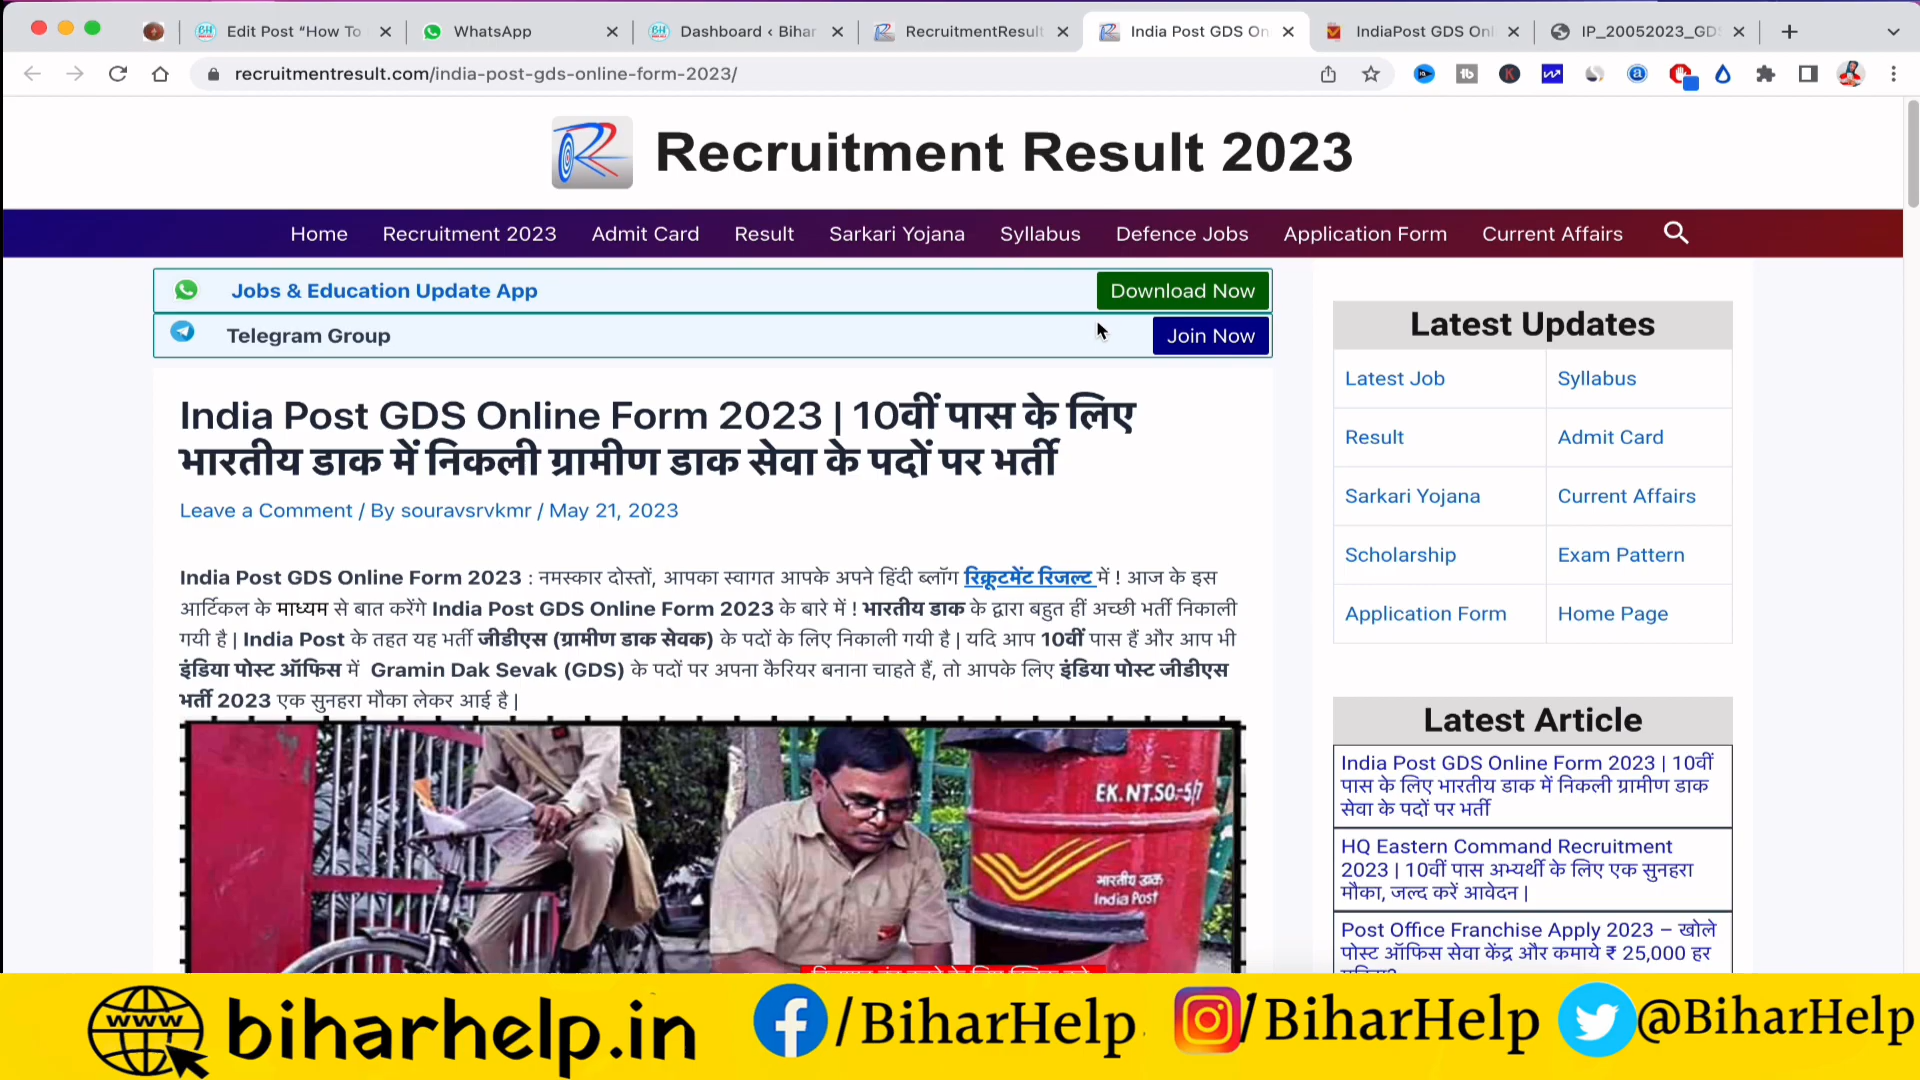 Edit Post “How To
WhatsApp
Dashboard ‹ Bihar
RecruitmentResult
India Post GDS On
IndiaPost GDS Onl
IP_20052023_GDS
recruitmentresult.com/india-post-gds-online-form-2023/
Recruitment Result 2023
Home Recruitment 2023 Admit Card Result Sarkari Yojana Syllabus Defence Jobs Application Form Current Affairs
Jobs & Education Update App Download Now
Telegram Group Join Now
India Post GDS Online Form 2023 | 10वीं पास के लिए
भारतीय डाक में निकली ग्रामीण डाक सेवा के पदों पर भर्ती
Leave a Comment / By souravsrvkmr / May 21, 2023
India Post GDS Online Form 2023 : नमस्कार दोस्तों, आपका स्वागत आपके अपने हिंदी ब्लॉग रिक्रूटमेंट रिजल्ट में ! आज के इस
आर्टिकल के माध्यम से बात करेंगे India Post GDS Online Form 2023 के बारे में ! भारतीय डाक के द्वारा बहुत हीं अच्छी भर्ती निकाली
गयी है | India Post के तहत यह भर्ती जीडीएस (ग्रामीण डाक सेवक) के पदों के लिए निकाली गयी है | यदि आप 10वीं पास हैं और आप भी
इंडिया पोस्ट ऑफिस में Gramin Dak Sevak (GDS) के पदों पर अपना कैरियर बनाना चाहते हैं, तो आपके लिए इंडिया पोस्ट जीडीएस
भर्ती 2023 एक सुनहरा मौका लेकर आई है |
EK.NT.SO.-5/7
भारतीय डाक
India Post
Latest Updates
Latest Job Syllabus
Result Admit Card
Sarkari Yojana Current Affairs
Scholarship Exam Pattern
Application Form Home Page
Latest Article
India Post GDS Online Form 2023 | 10वीं
पास के लिए भारतीय डाक में निकली ग्रामीण डाक
सेवा के पदों पर भर्ती
HQ Eastern Command Recruitment
2023 | 10वीं पास अभ्यर्थी के लिए एक सुनहरा
मौका, जल्द करें आवेदन |
Post Office Franchise Apply 2023 – खोले
पोस्ट ऑफिस सेवा केंद्र और कमाये ₹ 25,000 हर
www biharhelp.in /BiharHelp /BiharHelp @BiharHelp